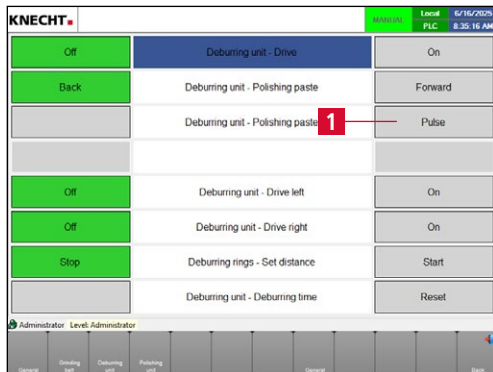 KNECHT
MANUAL
Local 6/16/2025
PLC 8:35:16 AM
Off Deburring unit - Drive On
Back Deburring unit - Polishing paste Forward
Deburring unit - Polishing paste 1 Pulse
Off Deburring unit - Drive left On
Off Deburring unit - Drive right On
Stop Deburring rings - Set distance Start
Deburring unit - Deburring time Reset
Administrator Level: Administrator
Grinding Deburring Polishing
General belt unit unit General Back